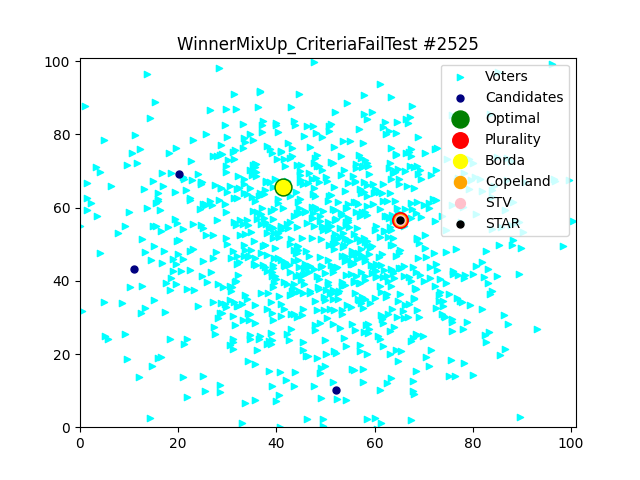 WinnerMixUp_CriteriaFailTest #2525
100
80
60
40
20
0
0 20 40 60 80 100
Voters
Candidates
Optimal
Plurality
Borda
Copeland
STV
STAR